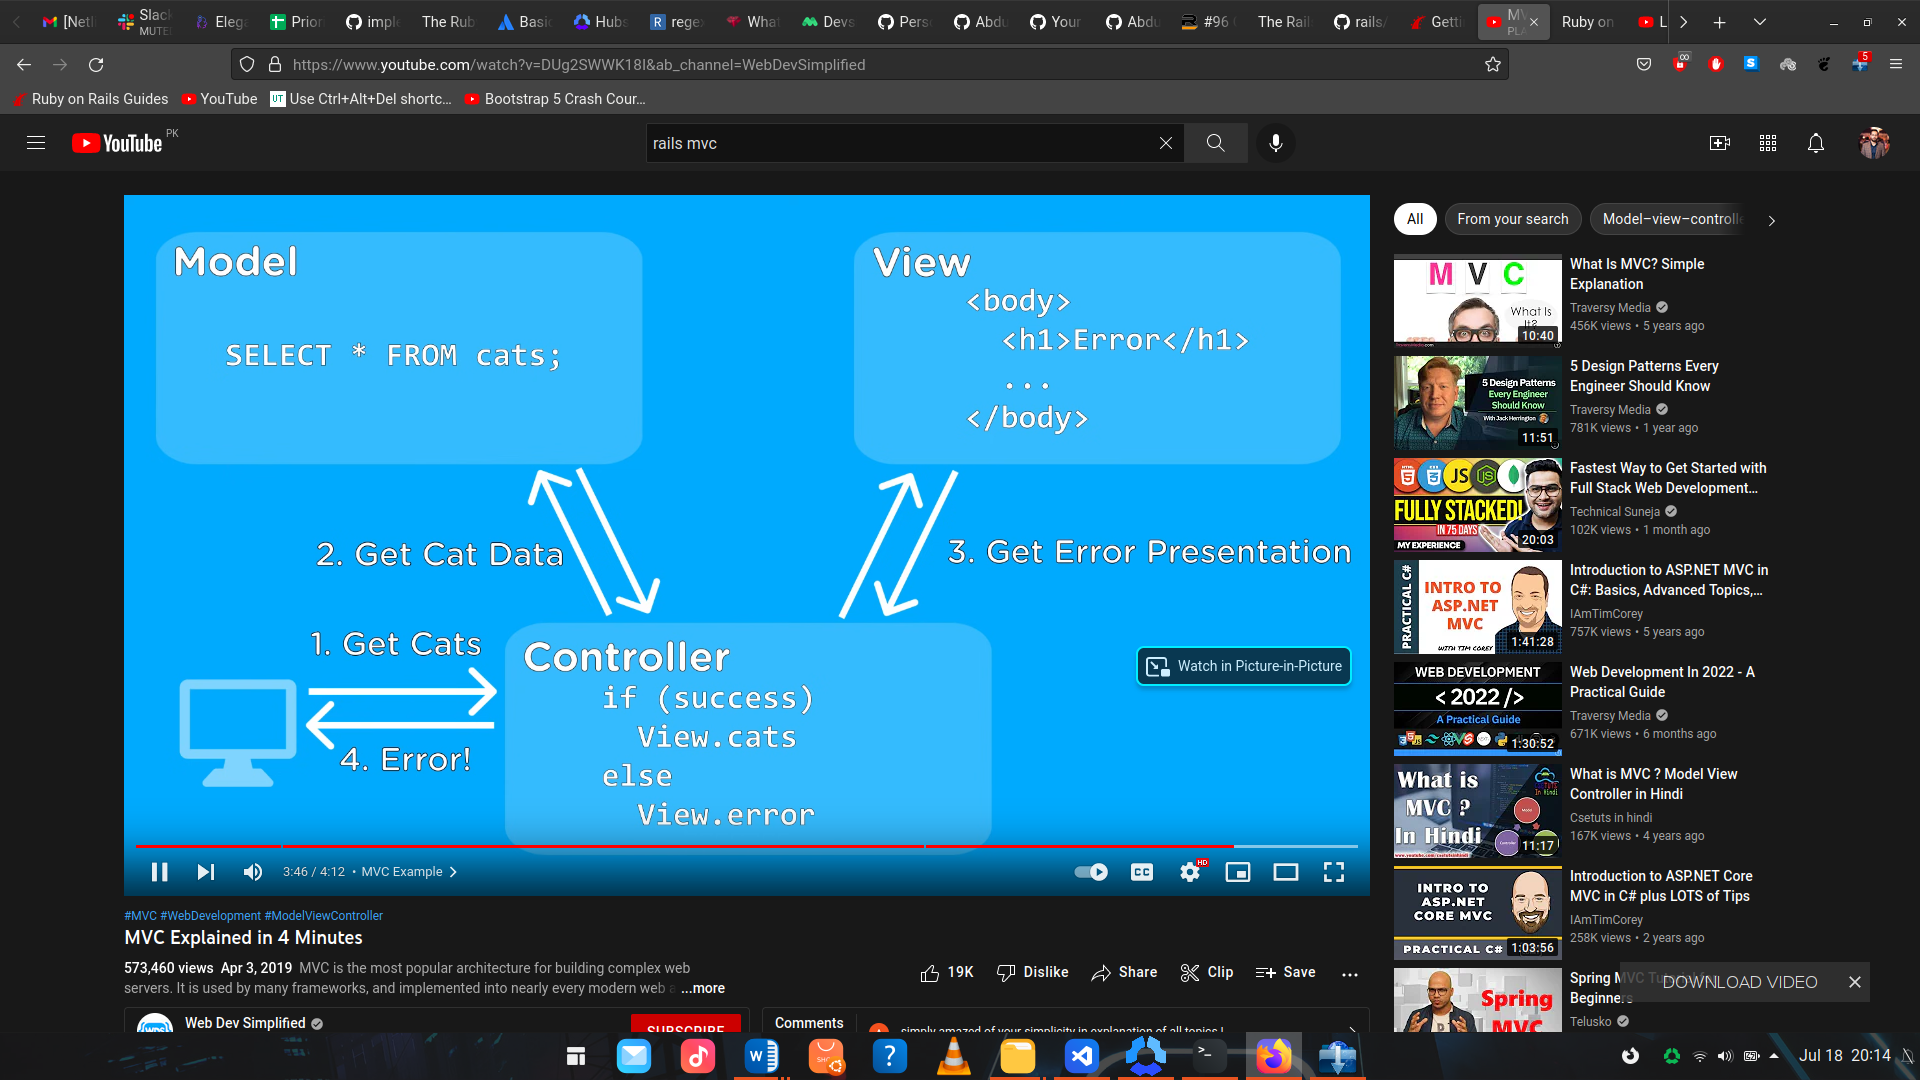 [Netl
Slack
MUTED
Eleg
Prior
imple
The Rub
Basic
Hubs
regex
What
Devs
Pers
Abdu
Your
Abdu
#96
The Rail
rails/
Getti
Ruby on
L
https://www.youtube.com/watch?v=DUg2SWWK18I&ab_channel=WebDevSimplified
5
Ruby on Rails Guides
YouTube
Use Ctrl+Alt+Del shortc...
Bootstrap 5 Crash Cour...
YouTube PK
rails mvc
Model
SELECT * FROM cats;
View
<body>
<h1>Error</h1>
...
</body>
2. Get Cat Data
3. Get Error Presentation
1. Get Cats
4. Error!
Controller
if (success)
View.cats
else
View.error
Watch in Picture-in-Picture
3:46 / 4:12 • MVC Example
CC
HD
#MVC #WebDevelopment #ModelViewController
MVC Explained in 4 Minutes
573,460 views Apr 3, 2019 MVC is the most popular architecture for building complex web
servers. It is used by many frameworks, and implemented into nearly every modern web a ...more
19K
Dislike
Share
Clip
Save
Web Dev Simplified
SUBSCRIBE
Comments
simply amazed of your simplicity in explanation of all topics !
All
From your search
Model–view–controlle
M V C
What Is
It?
10:40
What Is MVC? Simple
Explanation
Traversy Media
456K views • 5 years ago
5 Design Patterns
Every Engineer
Should Know
With Jack Herrington
11:51
5 Design Patterns Every
Engineer Should Know
Traversy Media
781K views • 1 year ago
JS
FULLY STACKED!
IN 75 DAYS
MY EXPERIENCE
20:03
Fastest Way to Get Started with
Full Stack Web Development...
Technical Suneja
102K views • 1 month ago
PRACTICAL C#
INTRO TO
ASP.NET
MVC
WITH TIM COREY
1:41:28
Introduction to ASP.NET MVC in
C#: Basics, Advanced Topics,...
IAmTimCorey
757K views • 5 years ago
WEB DEVELOPMENT
< 2022 />
A Practical Guide
1:30:52
Web Development In 2022 - A
Practical Guide
Traversy Media
671K views • 6 months ago
What is
MVC ?
In Hindi
11:17
What is MVC ? Model View
Controller in Hindi
Csetuts in hindi
167K views • 4 years ago
INTRO TO
ASP.NET
CORE MVC
PRACTICAL C#
1:03:56
Introduction to ASP.NET Core
MVC in C# plus LOTS of Tips
IAmTimCorey
258K views • 2 years ago
Spring
MVC
Spring MVC Tutorial for
Beginners
Telusko
DOWNLOAD VIDEO
Jul 18 20:14